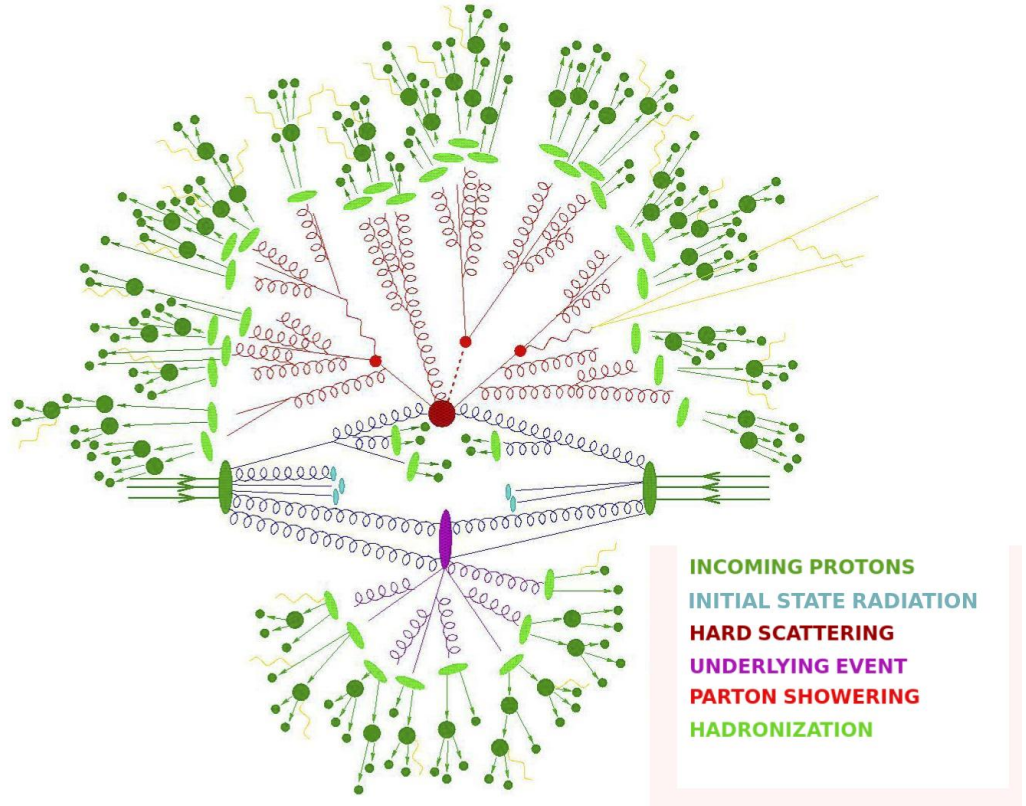 INCOMING PROTONS
INITIAL STATE RADIATION
HARD SCATTERING
UNDERLYING EVENT
PARTON SHOWERING
HADRONIZATION